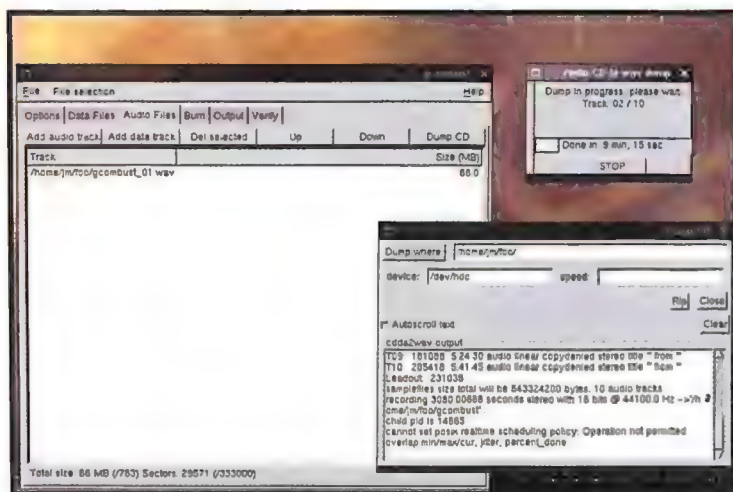 File File selection Help
Options Data Files Audio Files Burn Output Verify
Add audio track Add data track Del selected Up Down Dump CD
Track Size (MB)
/home/jm/foo/gcombust_01.wav 66.0
Total size: 66 MB (/783) Sectors: 29571 (/333000)
Dump in progress, please wait
Track: 02 / 10
Done in: 9 min, 15 sec
STOP
Dump where /home/jm/foo/
device: /dev/hdc speed:
Rip Close
Autoscroll text Clear
cdda2wav output
T09: 181088 5:24.30 audio linear copydenied stereo title "" from ""
T10: 205418 5:41.45 audio linear copydenied stereo title "" from ""
Leadout: 231038
samplefiles size total will be 543324200 bytes. 10 audio tracks
recording 3080.00668 seconds stereo with 16 bits @ 44100.0 Hz ->'/h
ome/jm/foo/gcombust'
child pid is 14865
cannot set posix realtime scheduling policy: Operation not permitted
overlap:min/max/cur, jitter, percent_done: